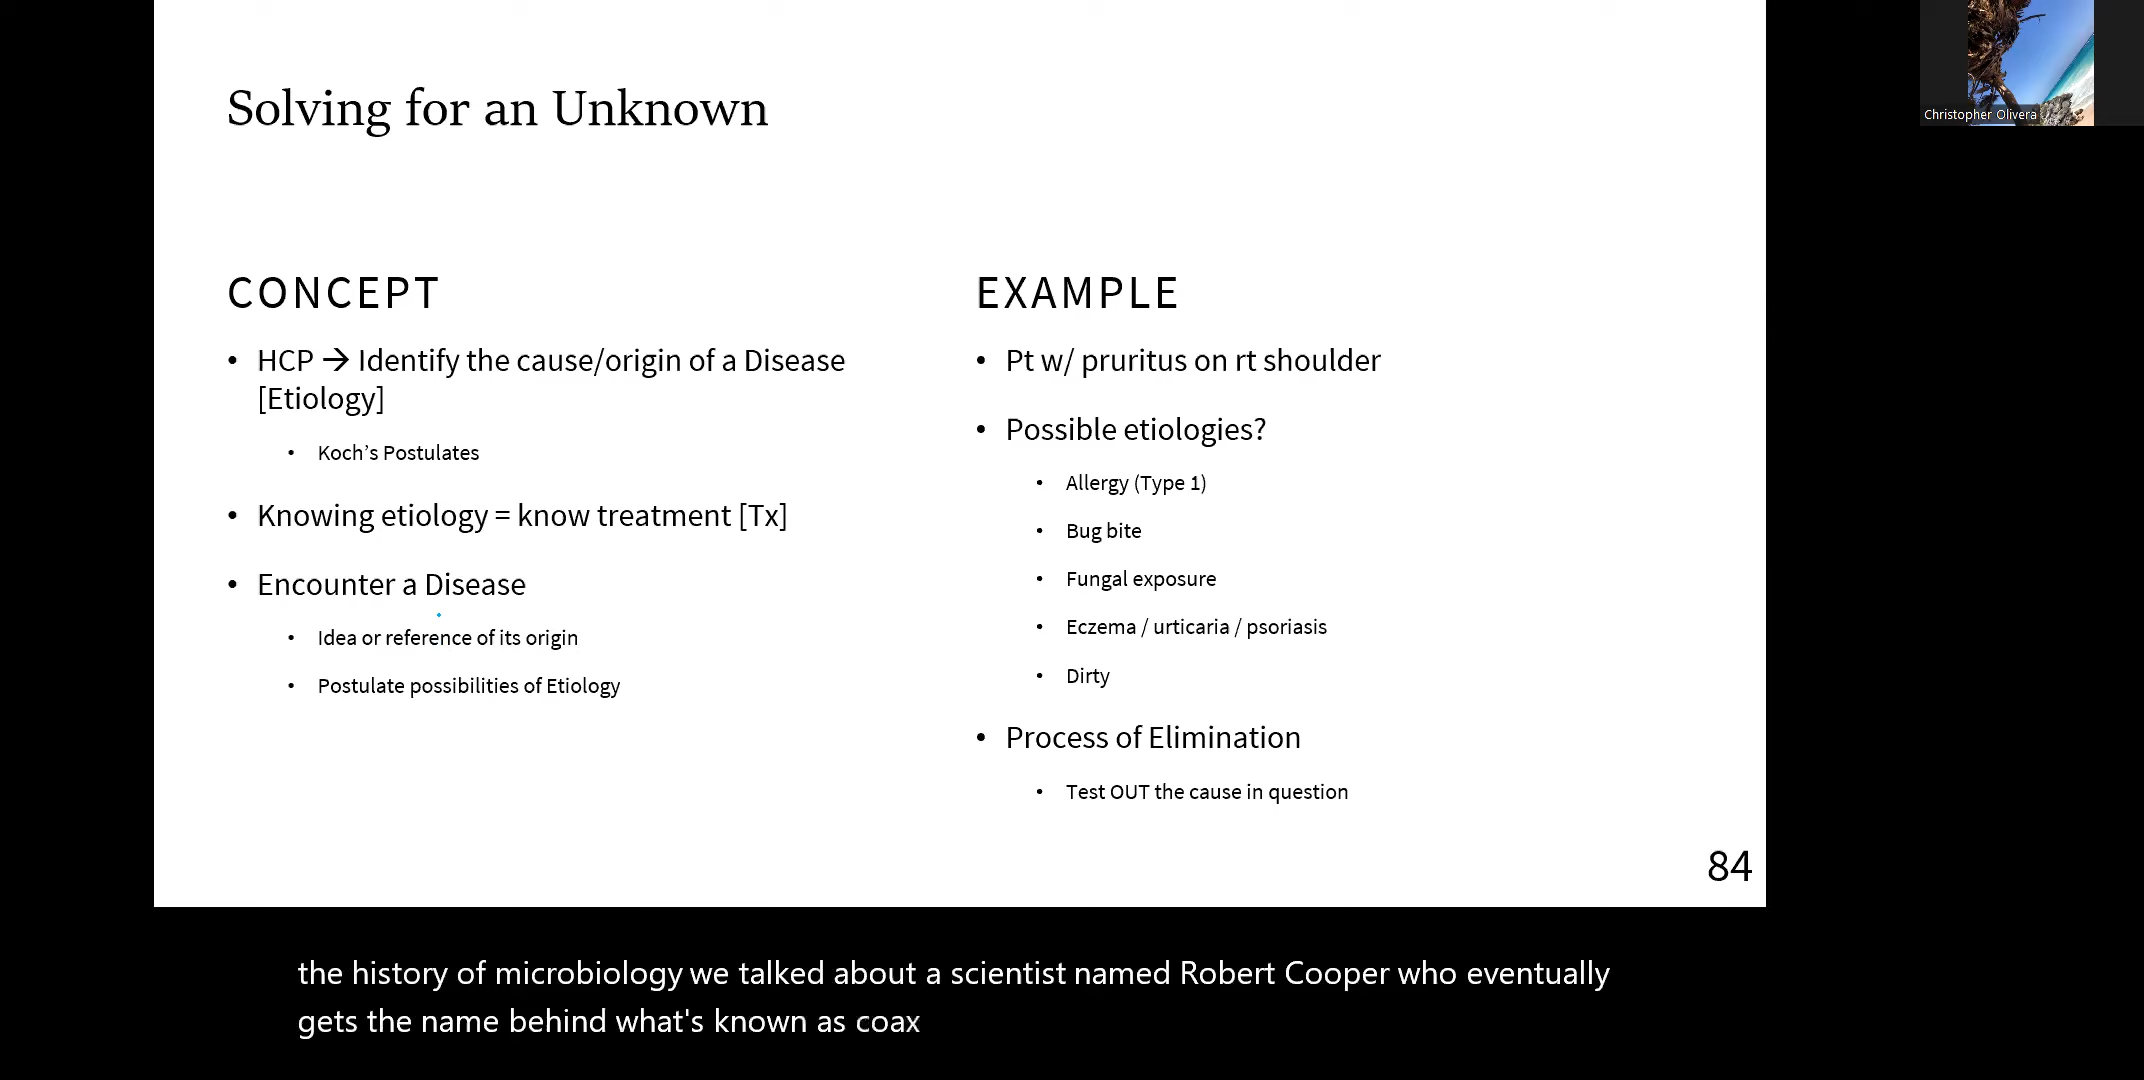 Solving for an Unknown
CONCEPT
• HCP → Identify the cause/origin of a Disease
[Etiology]
• Koch’s Postulates
• Knowing etiology = know treatment [Tx]
• Encounter a Disease
• Idea or reference of its origin
• Postulate possibilities of Etiology
EXAMPLE
• Pt w/ pruritus on rt shoulder
• Possible etiologies?
• Allergy (Type 1)
• Bug bite
• Fungal exposure
• Eczema / urticaria / psoriasis
• Dirty
• Process of Elimination
• Test OUT the cause in question
84
Christopher Olivera
the history of microbiology we talked about a scientist named Robert Cooper who eventually
gets the name behind what's known as coax